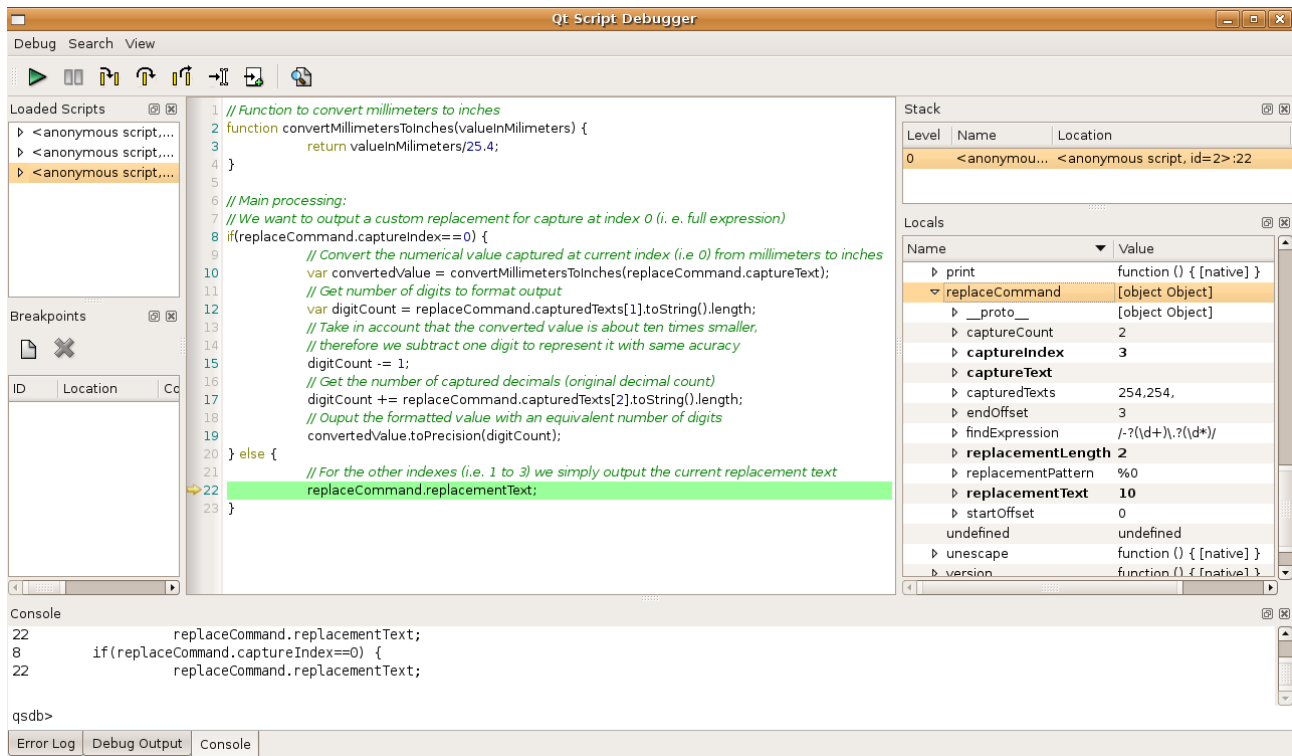 Qt Script Debugger
Debug Search View
Loaded Scripts
<anonymous script,...
<anonymous script,...
<anonymous script,...
Breakpoints
ID Location Co
1 // Function to convert millimeters to inches
2 function convertMillimetersToInches(valueInMilimeters) {
3 return valueInMilimeters/25.4;
4 }
5
6 // Main processing:
7 // We want to output a custom replacement for capture at index 0 (i. e. full expression)
8 if(replaceCommand.captureIndex==0) {
9 // Convert the numerical value captured at current index (i.e 0) from millimeters to inches
10 var convertedValue = convertMillimetersToInches(replaceCommand.captureText);
11 // Get number of digits to format output
12 var digitCount = replaceCommand.capturedTexts[1].toString().length;
13 // Take in account that the converted value is about ten times smaller,
14 // therefore we subtract one digit to represent it with same acuracy
15 digitCount -= 1;
16 // Get the number of captured decimals (original decimal count)
17 digitCount += replaceCommand.capturedTexts[2].toString().length;
18 // Ouput the formatted value with an equivalent number of digits
19 convertedValue.toPrecision(digitCount);
20 } else {
21 // For the other indexes (i.e. 1 to 3) we simply output the current replacement text
22 replaceCommand.replacementText;
23 }
Stack
Level Name Location
0 <anonymou... <anonymous script, id=2>:22
Locals
Name Value
print function () { [native] }
replaceCommand [object Object]
__proto__ [object Object]
captureCount 2
captureIndex 3
captureText
capturedTexts 254,254,
endOffset 3
findExpression /-?(\d+)\.?(\d*)/
replacementLength 2
replacementPattern %0
replacementText 10
startOffset 0
undefined undefined
unescape function () { [native] }
version function () { [native] }
Console
22 replaceCommand.replacementText;
8 if(replaceCommand.captureIndex==0) {
22 replaceCommand.replacementText;
qsdb>
Error Log Debug Output Console